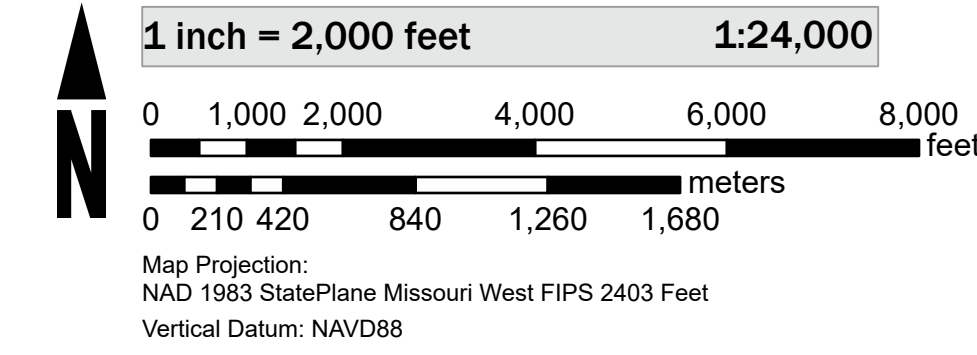 1 inch = 2,000 feet 1:24,000
0 1,000 2,000 4,000 6,000 8,000
feet
N
meters
0 210 420 840 1,260 1,680
Map Projection:
NAD 1983 StatePlane Missouri West FIPS 2403 Feet
Vertical Datum: NAVD88